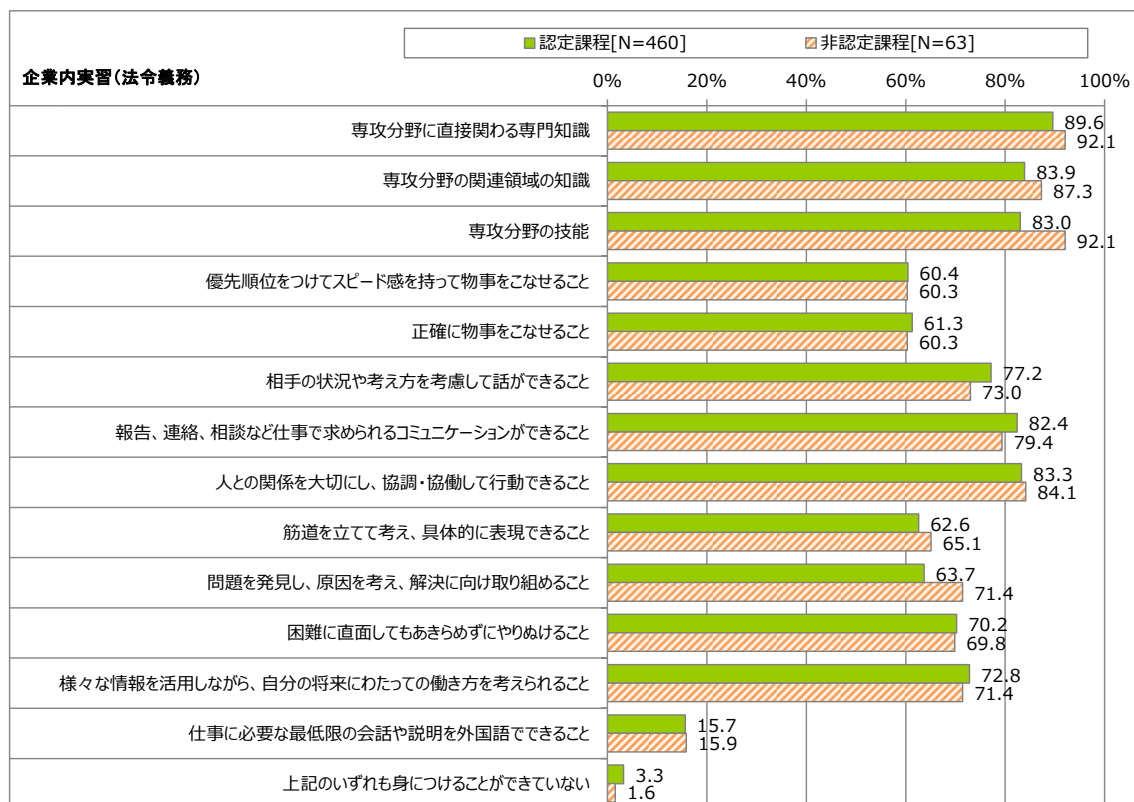 認定課程[N=460] 非認定課程[N=63]
企業内実習(法令義務)
0% 20% 40% 60% 80% 100%
専攻分野に直接関わる専門知識
89.6
92.1
専攻分野の関連領域の知識
83.9
87.3
専攻分野の技能
83.0
92.1
優先順位をつけてスピード感を持って物事をこなせること
60.4
60.3
正確に物事をこなせること
61.3
60.3
相手の状況や考え方を考慮して話ができること
77.2
73.0
報告、連絡、相談など仕事で求められるコミュニケーションができること
82.4
79.4
人との関係を大切にし、協調・協働して行動できること
83.3
84.1
筋道を立てて考え、具体的に表現できること
62.6
65.1
問題を発見し、原因を考え、解決に向け取り組めること
63.7
71.4
困難に直面してもあきらめずにやりぬけること
70.2
69.8
様々な情報を活用しながら、自分の将来にわたっての働き方を考えられること
72.8
71.4
仕事に必要な最低限の会話や説明を外国語でできること
15.7
15.9
上記のいずれも身につけることができていない
3.3
1.6